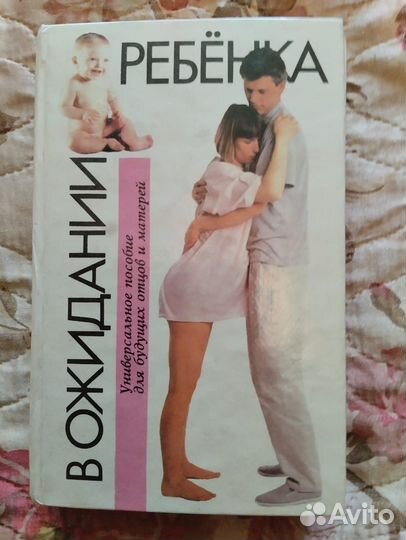 В ОЖИДАНИИ
РЕБЁНКА
Универсальное пособие
для будущих отцов и матерей
Avito